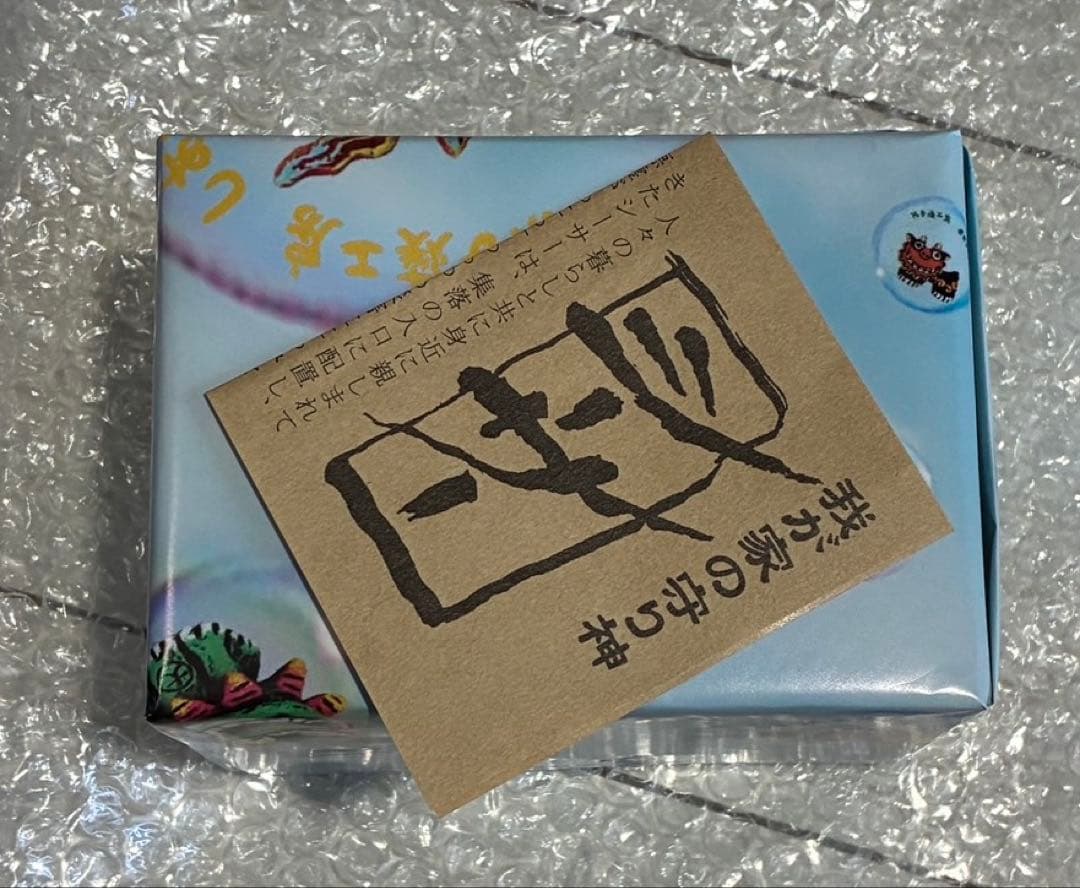 我が家の守り神
シーサー
人々の暮らしと共に身近に親しまれて
きたシーサーは、集落の入口に配置し、
工房